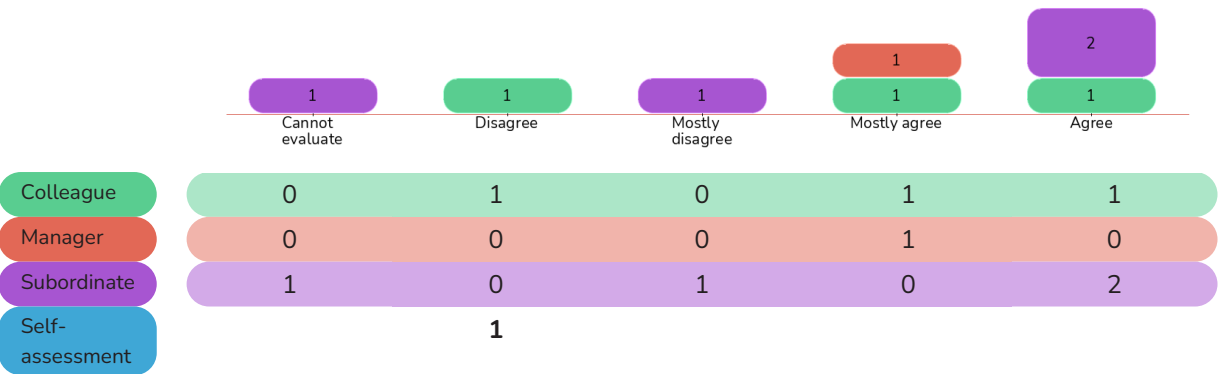 2
1
1
1
1
1
1
Cannot
evaluate
Disagree
Mostly
disagree
Mostly agree
Agree
Colleague 0 1 0 1 1
Manager 0 0 0 1 0
Subordinate 1 0 1 0 2
Self-
assessment
1